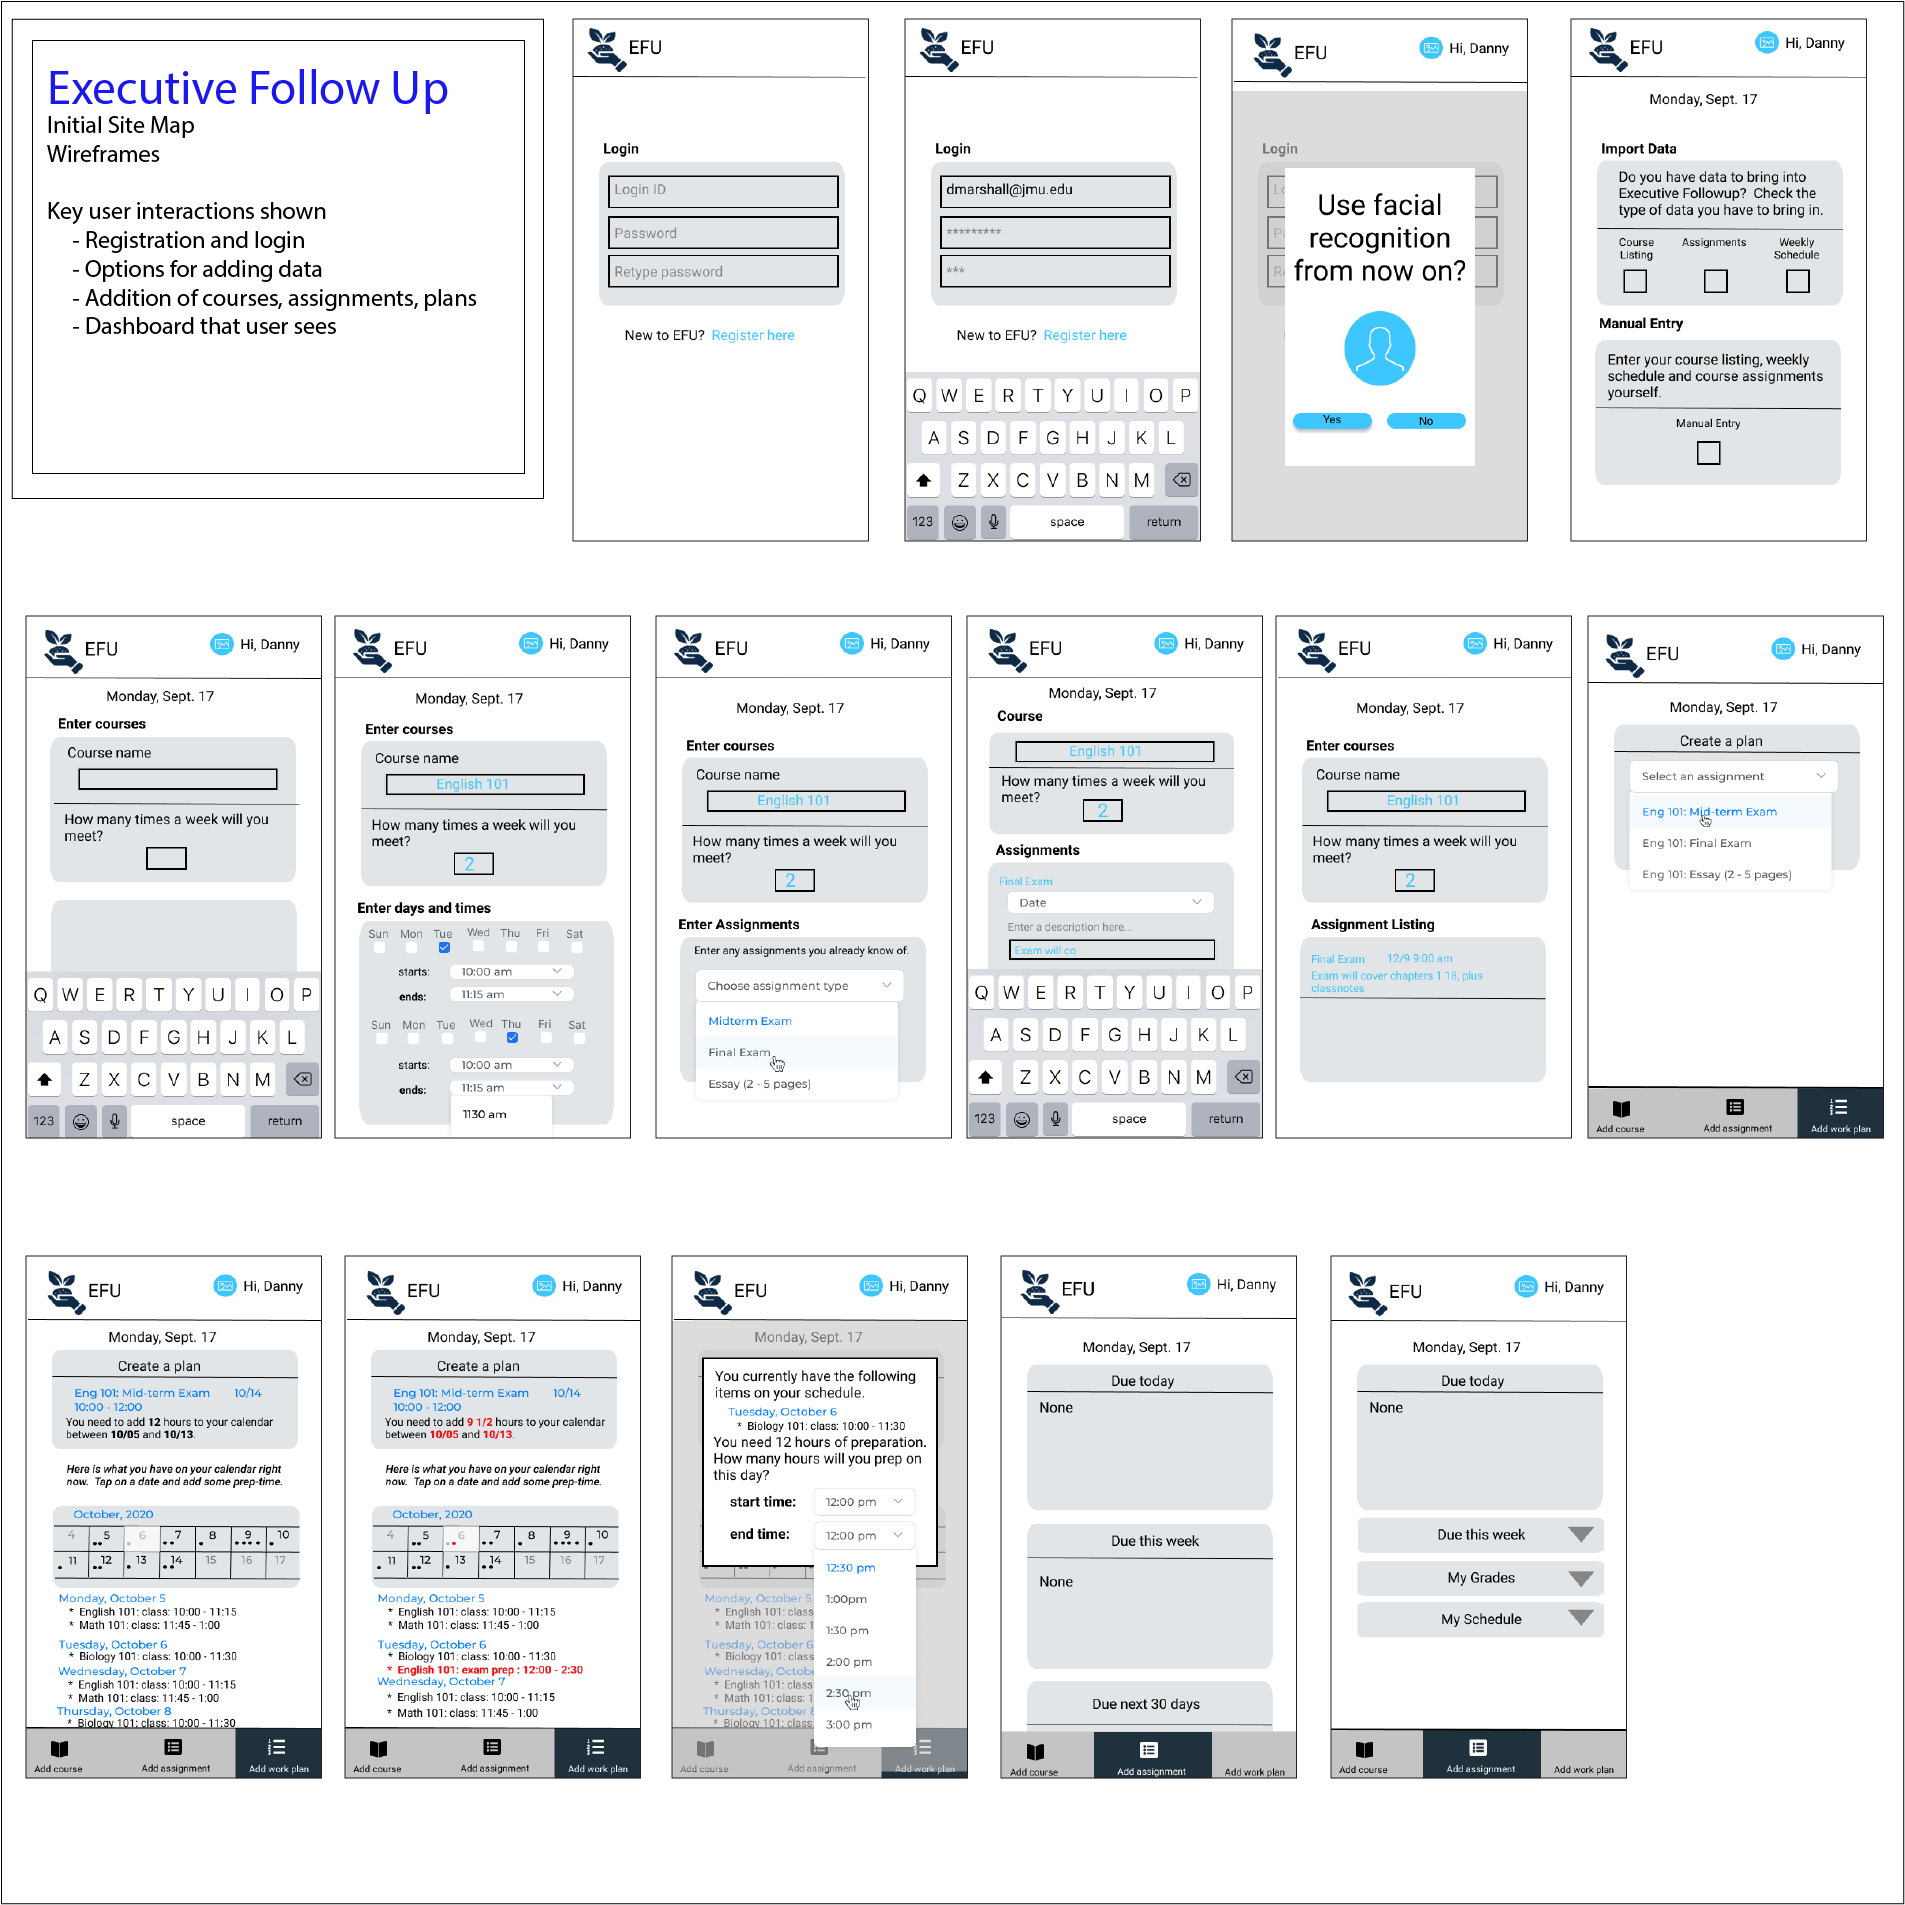 Executive Follow Up
Initial Site Map
Wireframes
Key user interactions shown
- Registration and login
- Options for adding data
- Addition of courses, assignments, plans
- Dashboard that user sees
EFU
Login
Login ID
Password
Retype password
New to EFU? Register here
EFU
Login
dmarshall@jmu.edu
*********
***
New to EFU? Register here
Q W E R T Y U I O P
A S D F G H J K L
Z X C V B N M
123 space return
EFU
Hi, Danny
Login
Use facial
recognition
from now on?
Yes No
EFU
Hi, Danny
Monday, Sept. 17
Import Data
Do you have data to bring into
Executive Followup? Check the
type of data you have to bring in.
Course Listing
Assignments
Weekly Schedule
Manual Entry
Enter your course listing, weekly
schedule and course assignments
yourself.
Manual Entry
EFU
Hi, Danny
Monday, Sept. 17
Enter courses
Course name
How many times a week will you
meet?
Q W E R T Y U I O P
A S D F G H J K L
Z X C V B N M
123 space return
EFU
Hi, Danny
Monday, Sept. 17
Enter courses
Course name
English 101
How many times a week will you
meet?
2
Enter days and times
Sun Mon Tue Wed Thu Fri Sat
starts: 10:00 am
ends: 11:15 am
Sun Mon Tue Wed Thu Fri Sat
starts: 10:00 am
ends: 11:15 am
1130 am
EFU
Hi, Danny
Monday, Sept. 17
Enter courses
Course name
English 101
How many times a week will you
meet?
2
Enter Assignments
Enter any assignments you already know of.
Choose assignment type
Midterm Exam
Final Exam
Essay (2 - 5 pages)
EFU
Hi, Danny
Monday, Sept. 17
Course
English 101
How many times a week will you
meet?
2
Assignments
Final Exam
Date
Enter a description here...
Exam will co
Q W E R T Y U I O P
A S D F G H J K L
Z X C V B N M
123 space return
EFU
Hi, Danny
Monday, Sept. 17
Enter courses
Course name
English 101
How many times a week will you
meet?
2
Assignment Listing
Final Exam 12/9 9:00 am
Exam will cover chapters 1 18, plus
classnotes
EFU
Hi, Danny
Monday, Sept. 17
Create a plan
Select an assignment
Eng 101: Mid-term Exam
Eng 101: Final Exam
Eng 101: Essay (2 - 5 pages)
Add course Add assignment Add work plan
EFU
Hi, Danny
Monday, Sept. 17
Create a plan
Eng 101: Mid-term Exam 10/14
10:00 - 12:00
You need to add 12 hours to your calendar
between 10/05 and 10/13.
Here is what you have on your calendar right
now. Tap on a date and add some prep-time.
October, 2020
4 5 6 7 8 9 10
11 12 13 14 15 16 17
Monday, October 5
* English 101: class: 10:00 - 11:15
* Math 101: class: 11:45 - 1:00
Tuesday, October 6
* Biology 101: class: 10:00 - 11:30
Wednesday, October 7
* English 101: class: 10:00 - 11:15
* Math 101: class: 11:45 - 1:00
Thursday, October 8
* Biology 101: class: 10:00 - 11:30
Add course Add assignment Add work plan
EFU
Hi, Danny
Monday, Sept. 17
Create a plan
Eng 101: Mid-term Exam 10/14
10:00 - 12:00
You need to add 9 1/2 hours to your calendar
between 10/05 and 10/13.
Here is what you have on your calendar right
now. Tap on a date and add some prep-time.
October, 2020
4 5 6 7 8 9 10
11 12 13 14 15 16 17
Monday, October 5
* English 101: class: 10:00 - 11:15
* Math 101: class: 11:45 - 1:00
Tuesday, October 6
* Biology 101: class: 10:00 - 11:30
* English 101: exam prep : 12:00 - 2:30
Wednesday, October 7
* English 101: class: 10:00 - 11:15
* Math 101: class: 11:45 - 1:00
Add course Add assignment Add work plan
EFU
Hi, Danny
Monday, Sept. 17
You currently have the following
items on your schedule.
Tuesday, October 6
* Biology 101: class: 10:00 - 11:30
You need 12 hours of preparation.
How many hours will you prep on
this day?
start time: 12:00 pm
end time: 12:00 pm
12:30 pm
1:00pm
1:30 pm
2:00 pm
2:30 pm
3:00 pm
Monday, October 5
* English 101: class
* Math 101: class: 1
Tuesday, October 6
* Biology 101: class
Wednesday, Octo
* English 101: class
* Math 101: class: 1
Thursday, October 8
* Biology 101: class: 1
Add course Add assignment Add work plan
EFU
Hi, Danny
Monday, Sept. 17
Due today
None
Due this week
None
Due next 30 days
Add course Add assignment Add work plan
EFU
Hi, Danny
Monday, Sept. 17
Due today
None
Due this week
My Grades
My Schedule
Add course Add assignment Add work plan